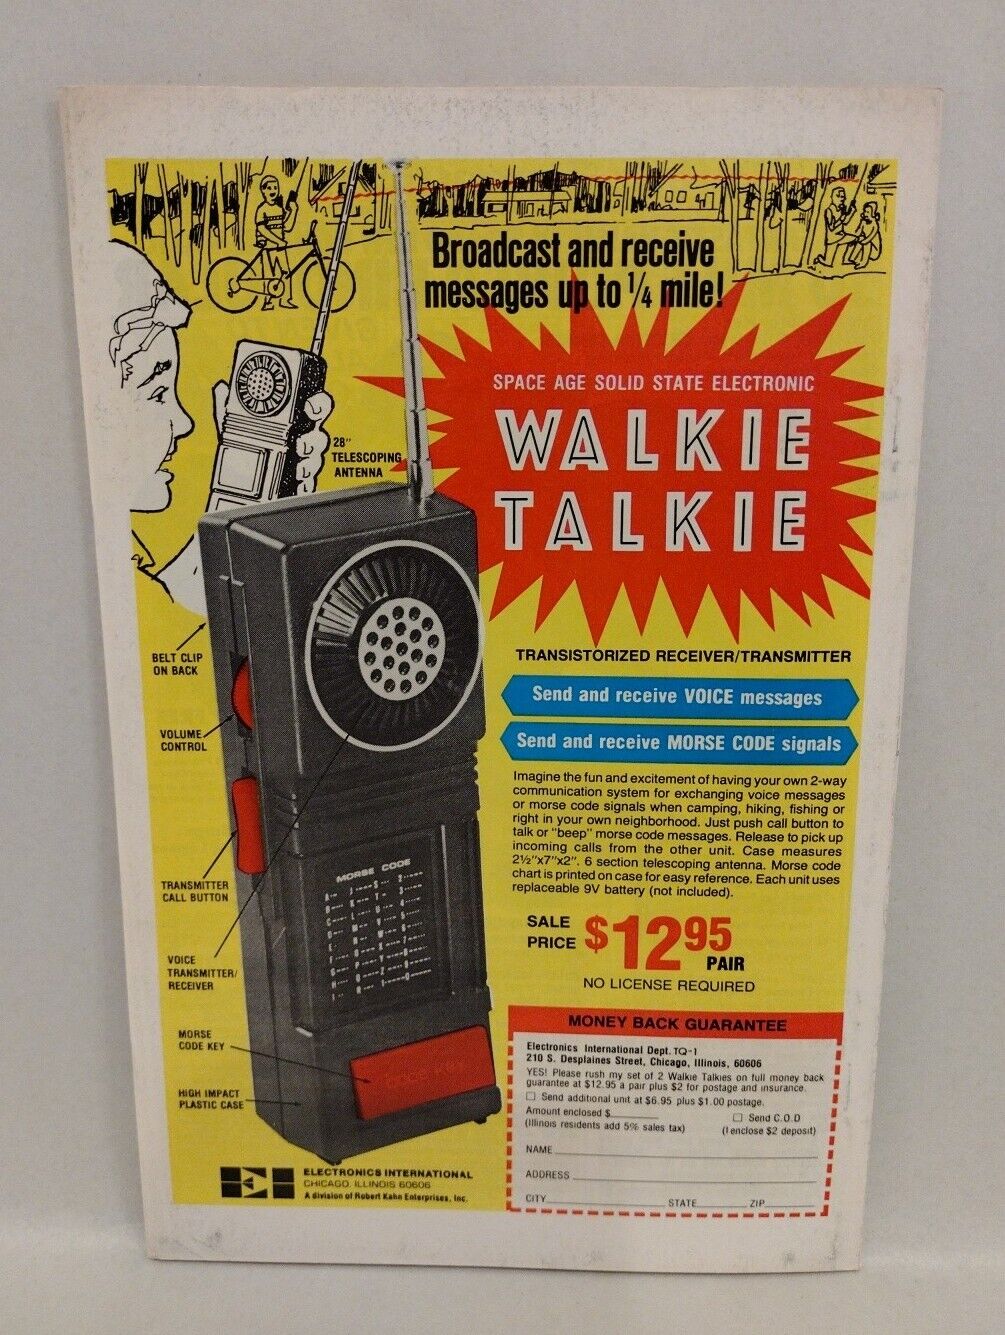 Broadcast and receive
messages up to 1/4 mile!
SPACE AGE SOLID STATE ELECTRONIC
WALKIE
TALKIE
28"
TELESCOPING
ANTENNA
BELT CLIP
ON BACK
VOLUME
CONTROL
TRANSMITTER
CALL BUTTON
VOICE
TRANSMITTER/
RECEIVER
MORSE
CODE KEY
HIGH IMPACT
PLASTIC CASE
MORSE CODE
TRANSISTORIZED RECEIVER/TRANSMITTER
Send and receive VOICE messages
Send and receive MORSE CODE signals
Imagine the fun and excitement of having your own 2-way
communication system for exchanging voice messages
or morse code signals when camping, hiking, fishing or
right in your own neighborhood. Just push call button to
talk or "beep" morse code messages. Release to pick up
incoming calls from the other unit. Case measures
2½"x7"x2". 6 section telescoping antenna. Morse code
chart is printed on case for easy reference. Each unit uses
replaceable 9V battery (not included).
SALE
PRICE $12.95
PAIR
NO LICENSE REQUIRED
MONEY BACK GUARANTEE
Electronics International Dept. TQ-1
210 S. Desplaines Street, Chicago, Illinois, 60606
YES! Please rush my set of 2 Walkie Talkies on full money back
guarantee at $12.95 a pair plus $2 for postage and insurance.
□ Send additional unit at $6.95 plus $1.00 postage.
Amount enclosed $______ □ Send C.O.D
(Illinois residents add 5% sales tax) (I enclose $2 deposit)
NAME
ADDRESS
CITY STATE ZIP
EI ELECTRONICS INTERNATIONAL
CHICAGO, ILLINOIS 60606
A division of Robert Kahn Enterprises, Inc.